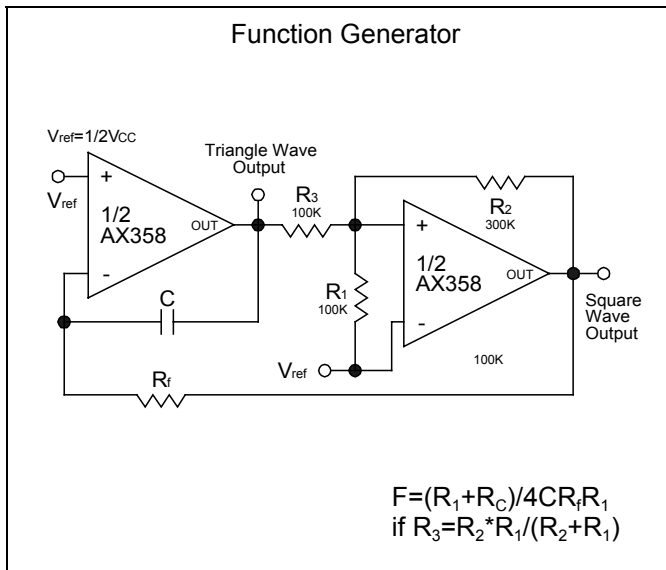 Function Generator
Vref=1/2VCC
Triangle Wave
Output
+
Vref
1/2
AX358
OUT
-
R3
100K
R2
300K
+
1/2
AX358
OUT
-
R1
100K
C
Square
Wave
Output
Vref
100K
Rf
F=(R1+RC)/4CRfR1
if R3=R2*R1/(R2+R1)